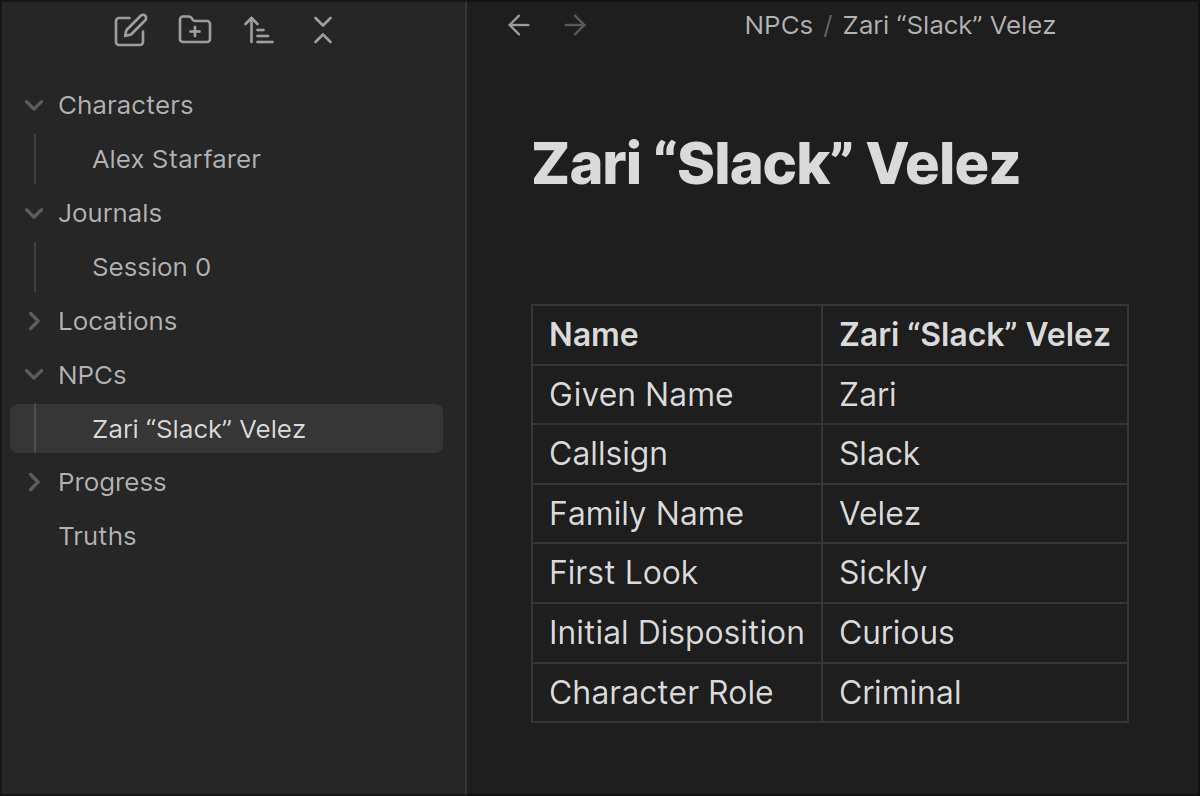 NPCs / Zari “Slack” Velez
Characters
Alex Starfarer
Journals
Session 0
Locations
NPCs
Zari “Slack” Velez
Progress
Truths
Zari “Slack” Velez
Name Zari “Slack” Velez
Given Name Zari
Callsign Slack
Family Name Velez
First Look Sickly
Initial Disposition Curious
Character Role Criminal